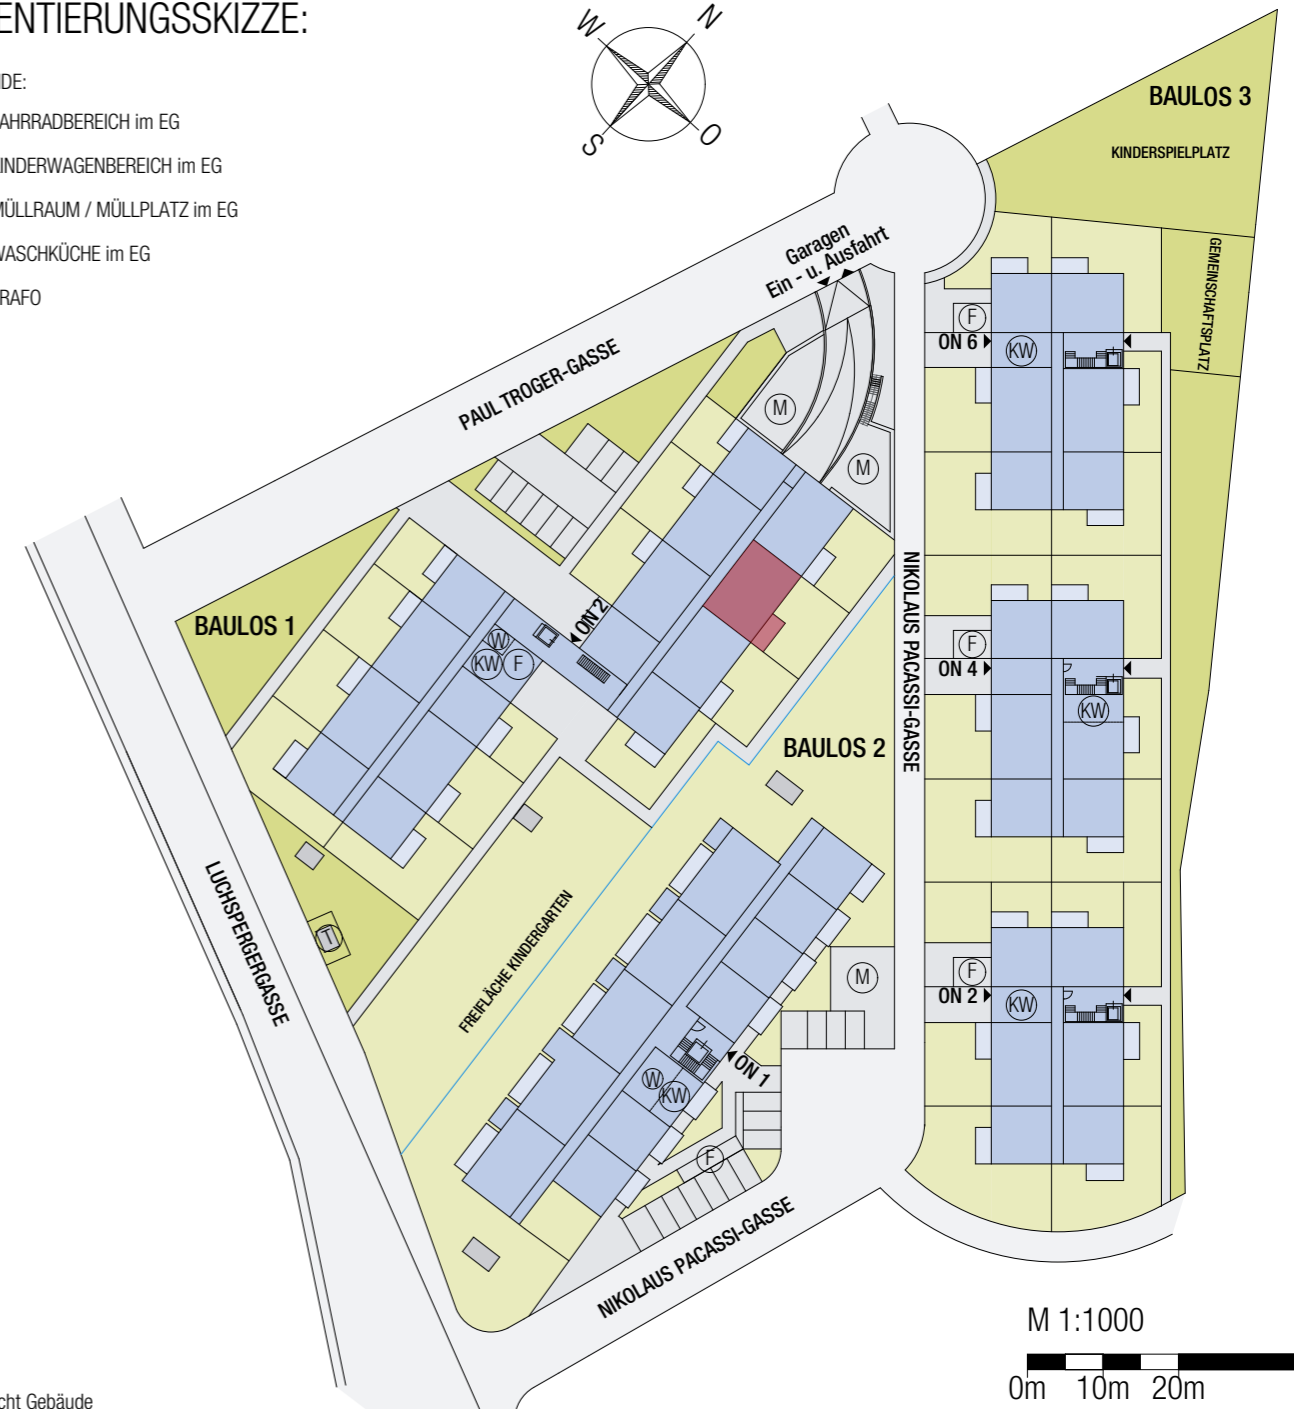 ENTIERUNGSSKIZZE:
W
N
S
O
NDE:
AHRRADBEREICH im EG
INDERWAGENBEREICH im EG
MÜLLRAUM / MÜLLPLATZ im EG
WASCHKÜCHE im EG
RAFO
BAULOS 3
KINDERSPIELPLATZ
GEMEINSCHAFTSPLATZ
Garagen
Ein - u. Ausfahrt
PAUL TROGER-GASSE
F
ON 6
KW
M
M
NIKOLAUS PACASSI-GASSE
BAULOS 1
ON 2
W
KW
F
F
ON 4
KW
BAULOS 2
LUCHSPERGERGASSE
T
FREIFLÄCHE KINDERGARTEN
M
F
ON 2
KW
ON 1
W
KW
F
NIKOLAUS PACASSI-GASSE
M 1:1000
0m 10m 20m
cht Gebäude